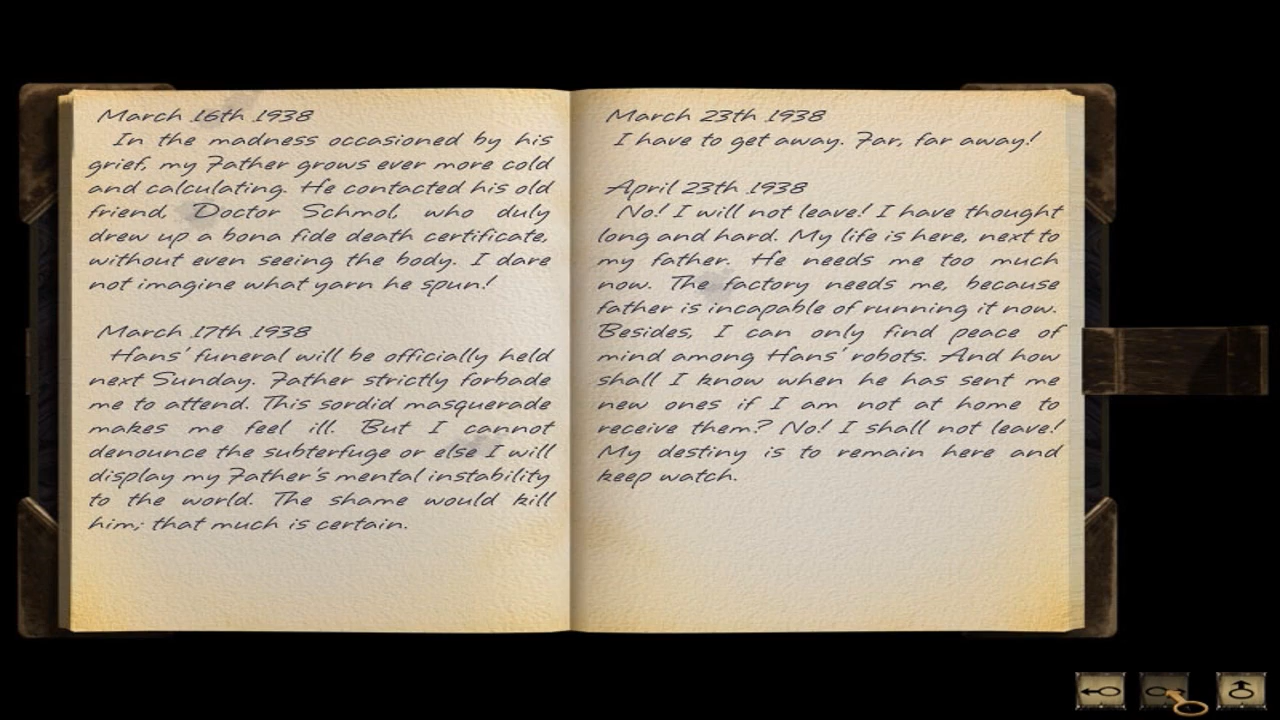 March 16th 1938
In the madness occasioned by his
grief, my Father grows ever more cold
and calculating. He contacted his old
friend, Doctor Schmol, who duly
drew up a bona fide death certificate,
without even seeing the body. I dare
not imagine what yarn he spun!
March 17th 1938
Hans' funeral will be officially held
next Sunday. Father strictly forbade
me to attend. This sordid masquerade
makes me feel ill. But I cannot
denounce the subterfuge or else I will
display my Father's mental instability
to the world. The shame would kill
him; that much is certain.
March 23th 1938
I have to get away. Far, far away!
April 23th 1938
No! I will not leave! I have thought
long and hard. My life is here, next to
my father. He needs me too much
now. The factory needs me, because
father is incapable of running it now.
Besides, I can only find peace of
mind among Hans' robots. And how
shall I know when he has sent me
new ones if I am not at home to
receive them? No! I shall not leave!
My destiny is to remain here and
keep watch.